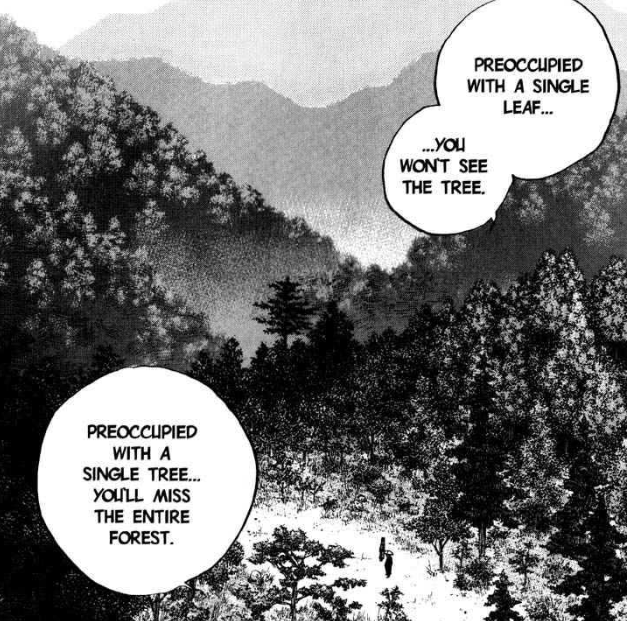 PREOCCUPIED
WITH A SINGLE
LEAF...
...YOU
WON'T SEE
THE TREE.
PREOCCUPIED
WITH A
SINGLE TREE...
YOU'LL MISS
THE ENTIRE
FOREST.